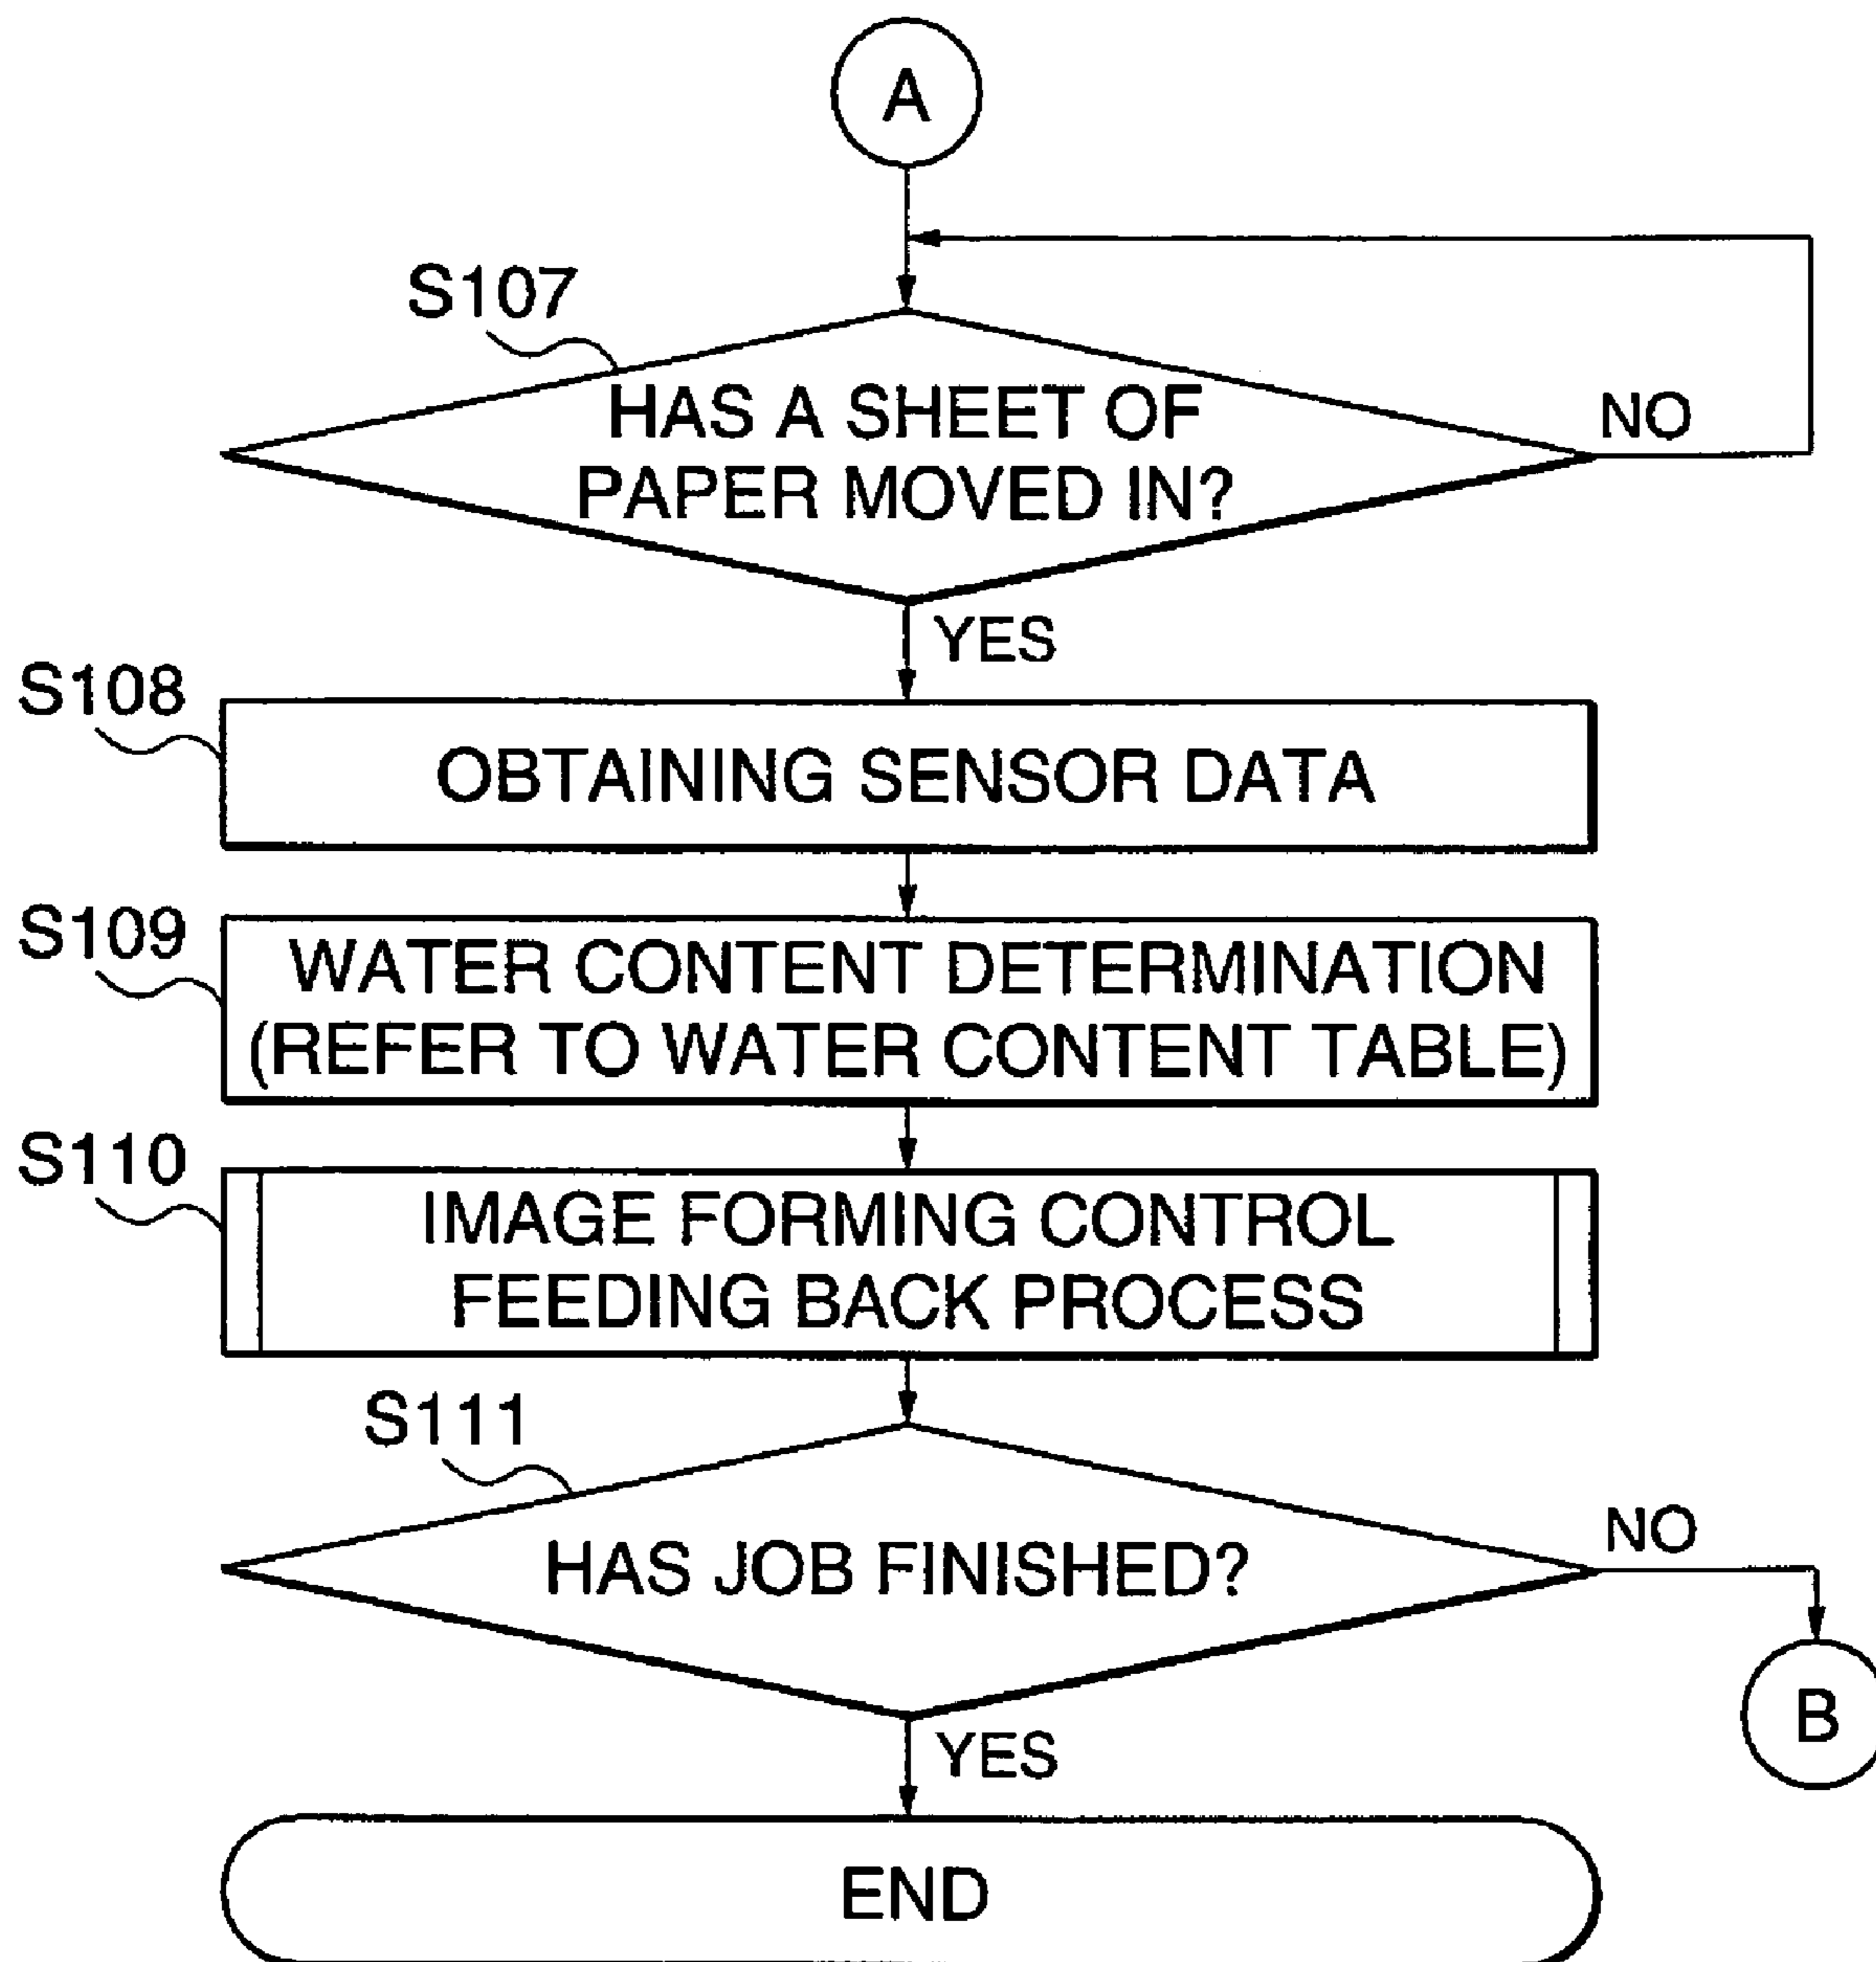 A
S107
HAS A SHEET OF
PAPER MOVED IN?
NO
YES
S108
OBTAINING SENSOR DATA
S109
WATER CONTENT DETERMINATION
(REFER TO WATER CONTENT TABLE)
S110
IMAGE FORMING CONTROL
FEEDING BACK PROCESS
S111
HAS JOB FINISHED?
NO
B
YES
END